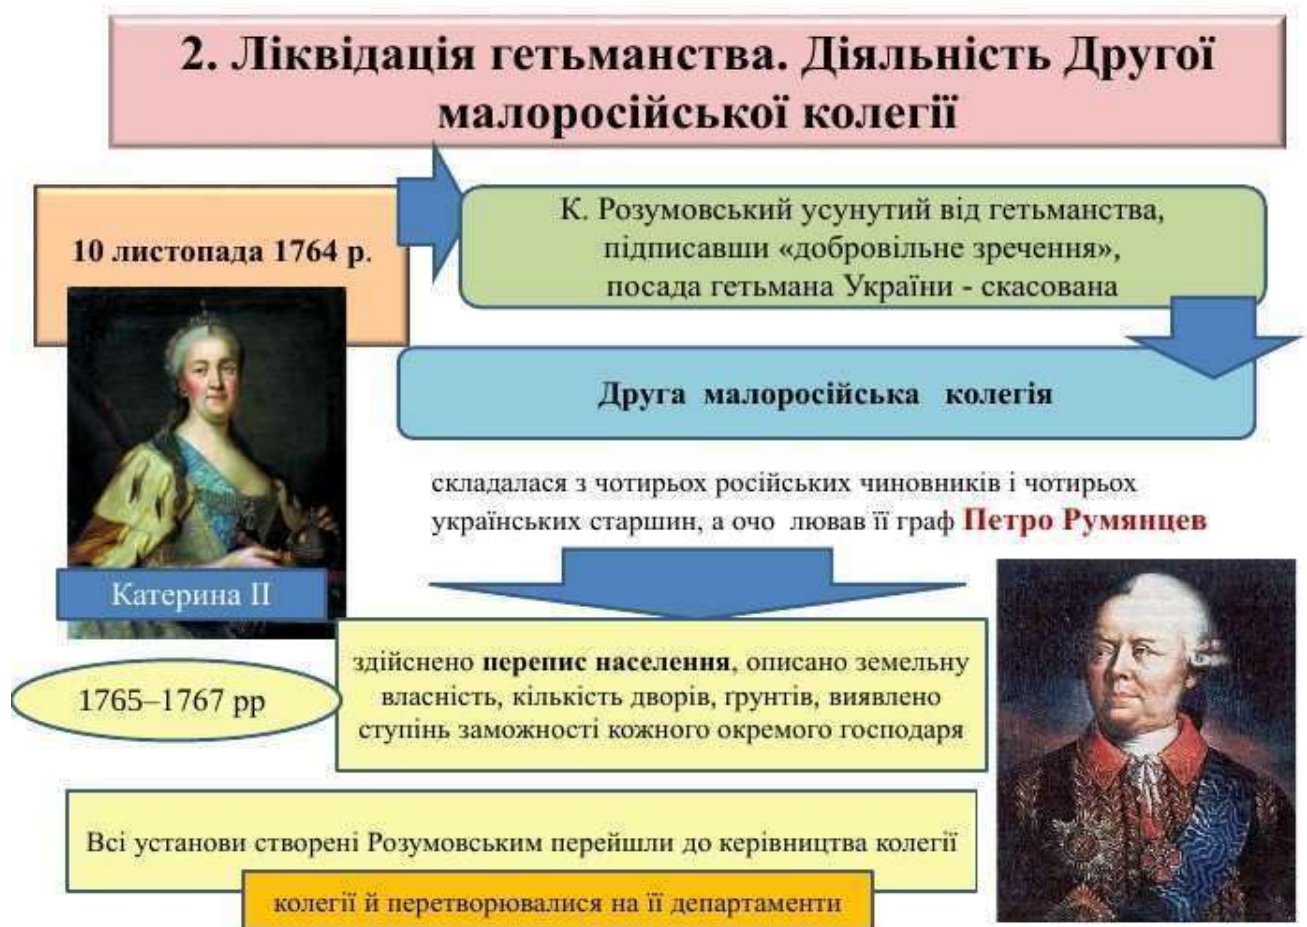 2. Ліквідація гетьманства. Діяльність Другої
малоросійської колегії
10 листопада 1764 р.
К. Розумовський усунутий від гетьманства,
підписавши «добровільне зречення»,
посада гетьмана України - скасована
Друга малоросійська колегія
складалася з чотирьох російських чиновників і чотирьох
українських старшин, а очо лював її граф Петро Румянцев
Катерина ІІ
1765–1767 рр
здійснено перепис населення, описано земельну
власність, кількість дворів, ґрунтів, виявлено
ступінь заможності кожного окремого господаря
Всі установи створені Розумовським перейшли до керівництва колегії
колегії й перетворювалися на її департаменти